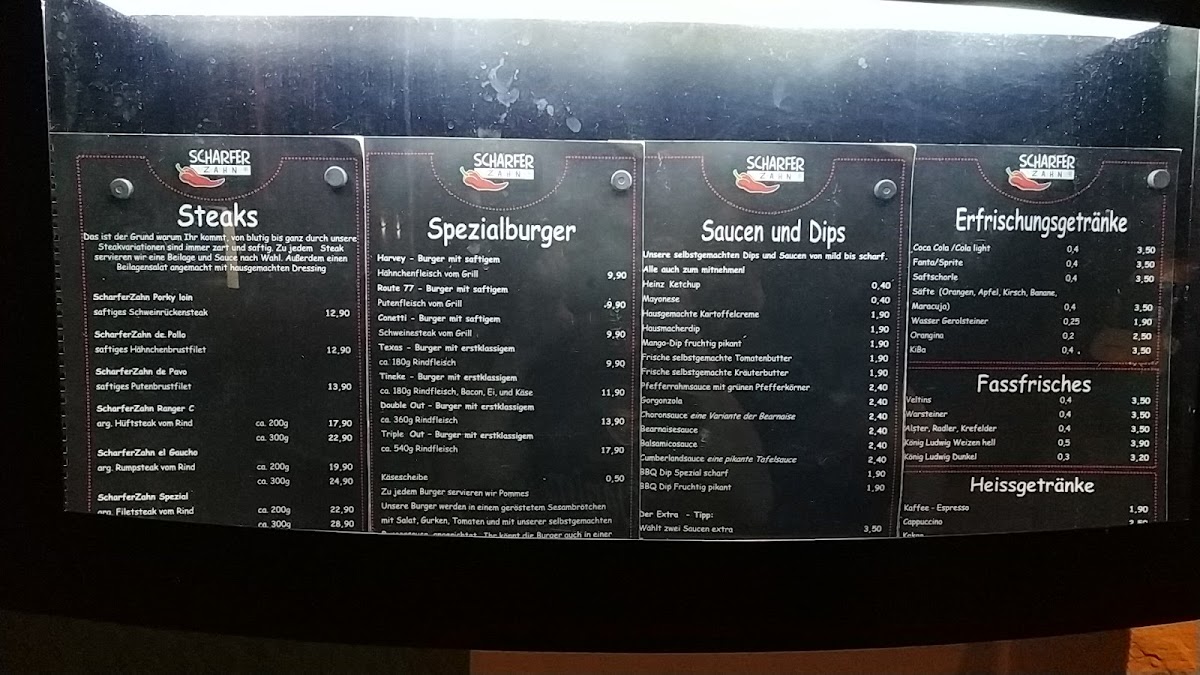 SCHARFER
ZAHN ®
Steaks
Das ist der Grund warum Ihr kommt, von blutig bis ganz durch unsere
Steakvariationen sind immer zart und saftig. Zu jedem Steak
servieren wir eine Beilage und Sauce nach Wahl. Außerdem einen
Beilagensalat angemacht mit hausgemachten Dressing
ScharferZahn Porky loin
saftiges Schweinrückensteak 12,90
ScharferZahn de.Pollo
saftiges Hähnchenbrustfilet 12,90
ScharferZahn de Pavo
saftiges Putenbrustfilet 13,90
ScharferZahn Ranger C
arg. Hüftsteak vom Rind ca. 200g 17,90
ca. 300g 22,90
ScharferZahn el Gaucho
arg. Rumpsteak vom Rind ca. 200g 19,90
ca. 300g 24,90
ScharferZahn Spezial
arg. Filetsteak vom Rind ca. 200g 22,90
ca. 300g 28,90
SCHARFER
ZAHN
Spezialburger
Harvey - Burger mit saftigem
Hähnchenfleisch vom Grill 9,90
Route 77 - Burger mit saftigem
Putenfleisch vom Grill 9,90
Canetti - Burger mit saftigem
Schweinesteak vom Grill 9,90
Texas - Burger mit erstklassigem
ca. 180g Rindfleisch 9,90
Tineke - Burger mit erstklassigem
ca. 180g Rindfleisch, Bacon, Ei, und Käse 11,90
Double Out - Burger mit erstklassigem
ca. 360g Rindfleisch 13,90
Triple Out - Burger mit erstklassigem
ca. 540g Rindfleisch 17,90
Käsescheibe 0,50
Zu jedem Burger servieren wir Pommes
Unsere Burger werden in einem geröstetem Sesambrötchen
mit Salat, Gurken, Tomaten und mit unserer selbstgemachten
Burgersauce angerichtet. Ihr könnt die Burger auch in einer
SCHARFER
ZAHN ®
Saucen und Dips
Unsere selbstgemachten Dips und Saucen von mild bis scharf.
Alle auch zum mitnehmen!
Heinz Ketchup 0,40
Mayonese 0,40
Hausgemachte Kartoffelcreme 1,90
Hausmacherdip 1,90
Mango-Dip fruchtig pikant 1,90
Frische selbstgemachte Tomatenbutter 1,90
Frische selbstgemachte Kräuterbutter 1,90
Pfefferrahmsauce mit grünen Pfefferkörner 2,40
Gorgonzola 2,40
Choronsauce eine Variante der Bearnaise 2,40
Bearnaisesauce 2,40
Balsamicosauce 2,40
Cumberlandsauce eine pikante Tafelsauce 2,40
BBQ Dip Spezial scharf 1,90
BBQ Dip Fruchtig pikant 1,90
Der Extra - Tipp:
Wählt zwei Saucen extra 3,50
SCHARFER
ZAHN ®
Erfrischungsgetränke
Coca Cola /Cola light 0,4 3,50
Fanta/Sprite 0,4 3,50
Saftschorle 0,4 3,50
Säfte (Orangen, Apfel, Kirsch, Banane,
Maracuja) 0,4 3,50
Wasser Gerolsteiner 0,25 1,90
Orangina 0,2 2,50
KiBa 0,4 3,50
Fassfrisches
Veltins 0,4 3,50
Warsteiner 0,4 3,50
Alster, Radler, Krefelder 0,4 3,50
König Ludwig Weizen hell 0,5 3,90
König Ludwig Dunkel 0,3 3,20
Heissgetränke
Kaffee - Espresso 1,90
Cappuccino